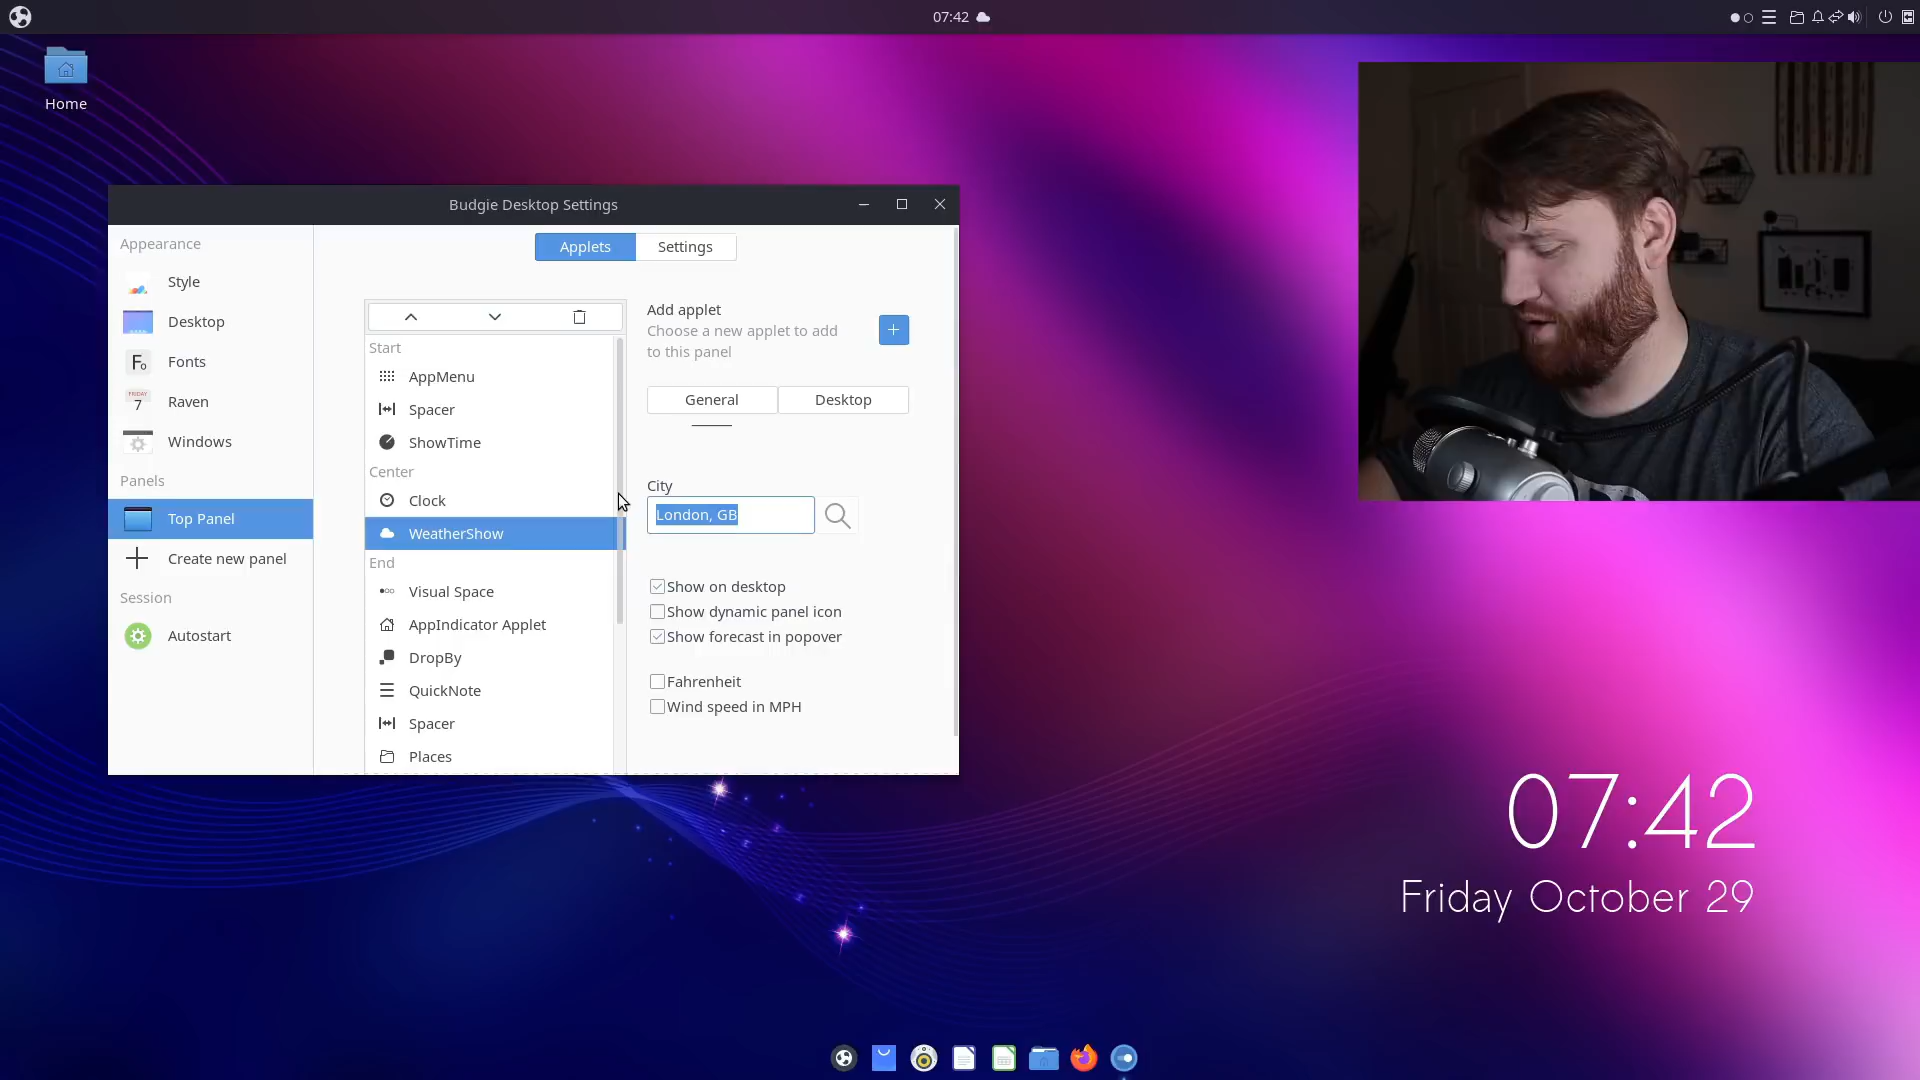 07:42
Home
Budgie Desktop Settings
Appearance
Style
Desktop
Fonts
Raven
Windows
Panels
Top Panel
Create new panel
Session
Autostart
Applets
Settings
Start
AppMenu
Spacer
ShowTime
Center
Clock
WeatherShow
End
Visual Space
AppIndicator Applet
DropBy
QuickNote
Spacer
Places
Add applet
Choose a new applet to add
to this panel
General
Desktop
City
London, GB
Show on desktop
Show dynamic panel icon
Show forecast in popover
Fahrenheit
Wind speed in MPH
07:42
Friday October 29